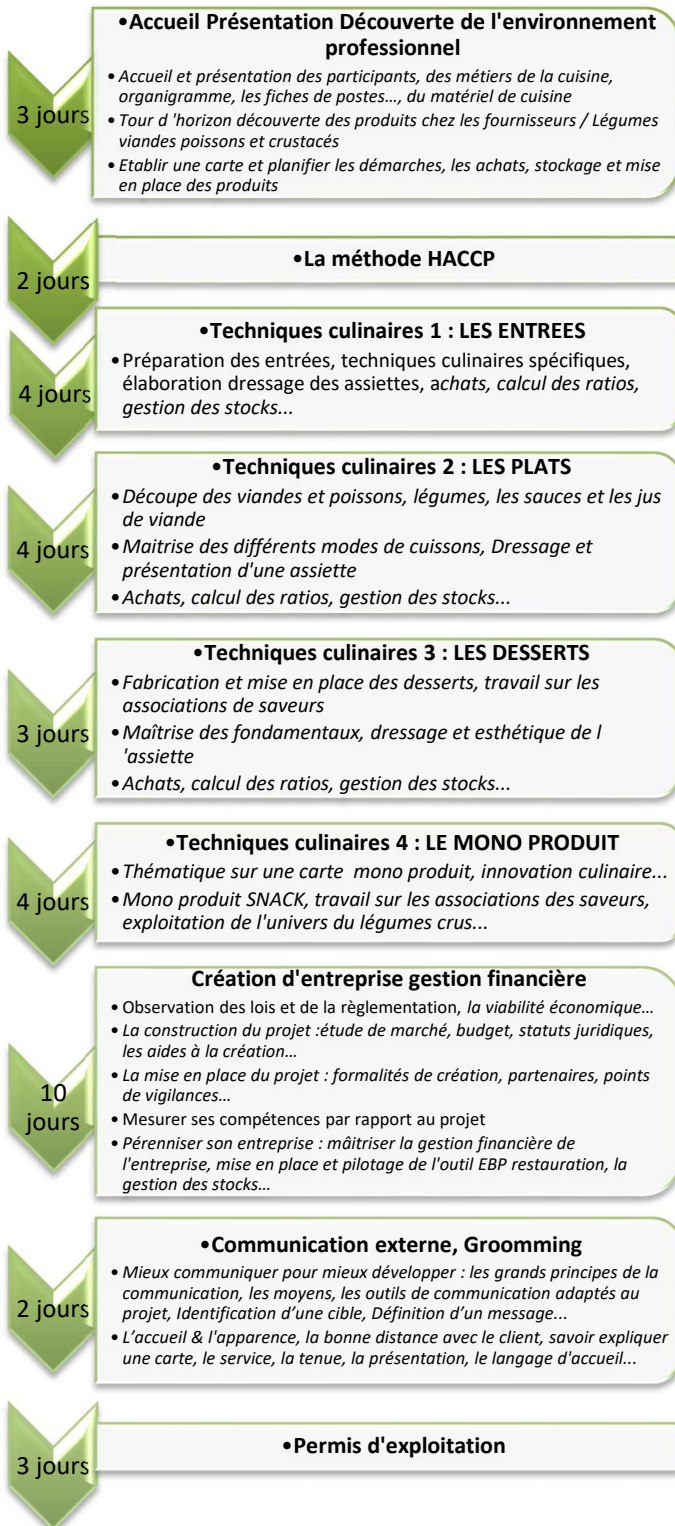 •Accueil Présentation Découverte de l'environnement
professionnel
3 jours
•Accueil et présentation des participants, des métiers de la cuisine,
organigramme, les fiches de postes…, du matériel de cuisine
•Tour d 'horizon découverte des produits chez les fournisseurs / Légumes
viandes poissons et crustacés
•Etablir une carte et planifier les démarches, les achats, stockage et mise
en place des produits
2 jours
•La méthode HACCP
4 jours
•Techniques culinaires 1 : LES ENTREES
•Préparation des entrées, techniques culinaires spécifiques,
élaboration dressage des assiettes, achats, calcul des ratios,
gestion des stocks...
4 jours
•Techniques culinaires 2 : LES PLATS
•Découpe des viandes et poissons, légumes, les sauces et les jus
de viande
•Maitrise des différents modes de cuissons, Dressage et
présentation d'une assiette
•Achats, calcul des ratios, gestion des stocks...
3 jours
•Techniques culinaires 3 : LES DESSERTS
•Fabrication et mise en place des desserts, travail sur les
associations de saveurs
•Maîtrise des fondamentaux, dressage et esthétique de l
'assiette
•Achats, calcul des ratios, gestion des stocks...
4 jours
•Techniques culinaires 4 : LE MONO PRODUIT
•Thématique sur une carte mono produit, innovation culinaire...
•Mono produit SNACK, travail sur les associations des saveurs,
exploitation de l'univers du légumes crus...
10
jours
Création d'entreprise gestion financière
• Observation des lois et de la règlementation, la viabilité économique…
•La construction du projet :étude de marché, budget, statuts juridiques,
les aides à la création…
•La mise en place du projet : formalités de création, partenaires, points
de vigilances…
• Mesurer ses compétences par rapport au projet
•Pérenniser son entreprise : mâitriser la gestion financière de
l'entreprise, mise en place et pilotage de l'outil EBP restauration, la
gestion des stocks…
2 jours
•Communication externe, Groomming
•Mieux communiquer pour mieux développer : les grands principes de la
communication, les moyens, les outils de communication adaptés au
projet, Identification d’une cible, Définition d’un message...
•L’accueil & l'apparence, la bonne distance avec le client, savoir expliquer
une carte, le service, la tenue, la présentation, le langage d'accueil...
3 jours
•Permis d'exploitation